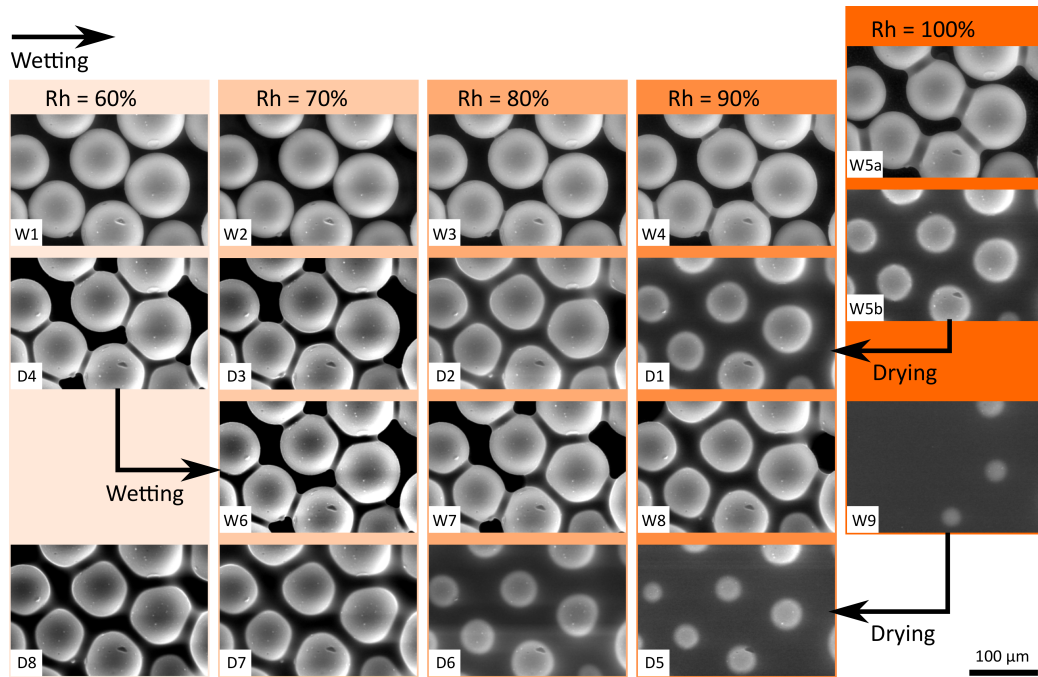 Rh = 100%
Wetting
Rh = 60%
Rh = 70%
Rh = 80%
Rh = 90%
W5a
W1
W2
W3
W4
W5b
D4
D3
D2
D1
Drying
Wetting
W6
W7
W8
W9
D8
D7
D6
D5
Drying
100 µm